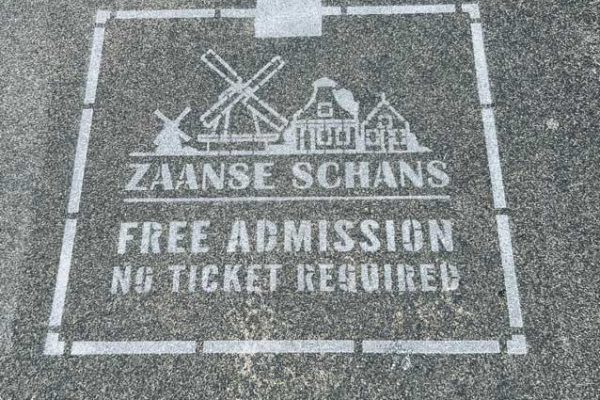 ZAANSE SCHANS
FREE ADMISSION
NO TICKET REQUIRED